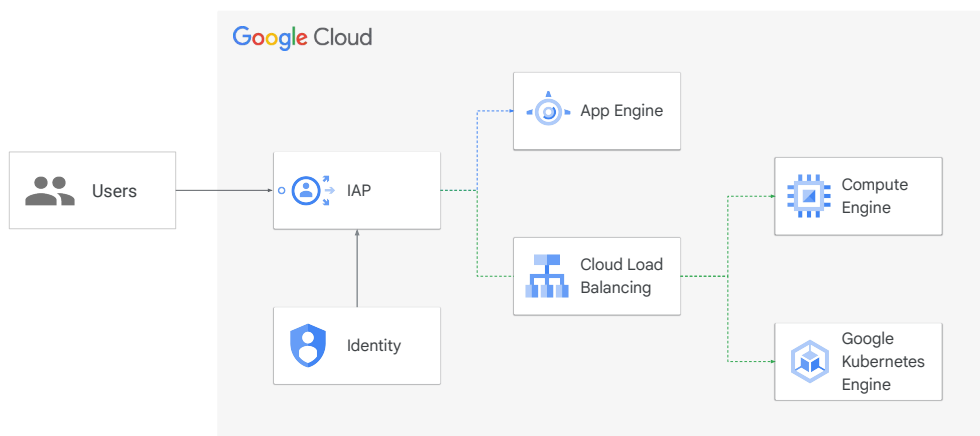 Google Cloud
App Engine
Users
IAP
Compute
Engine
Cloud Load
Balancing
Identity
Google
Kubernetes
Engine